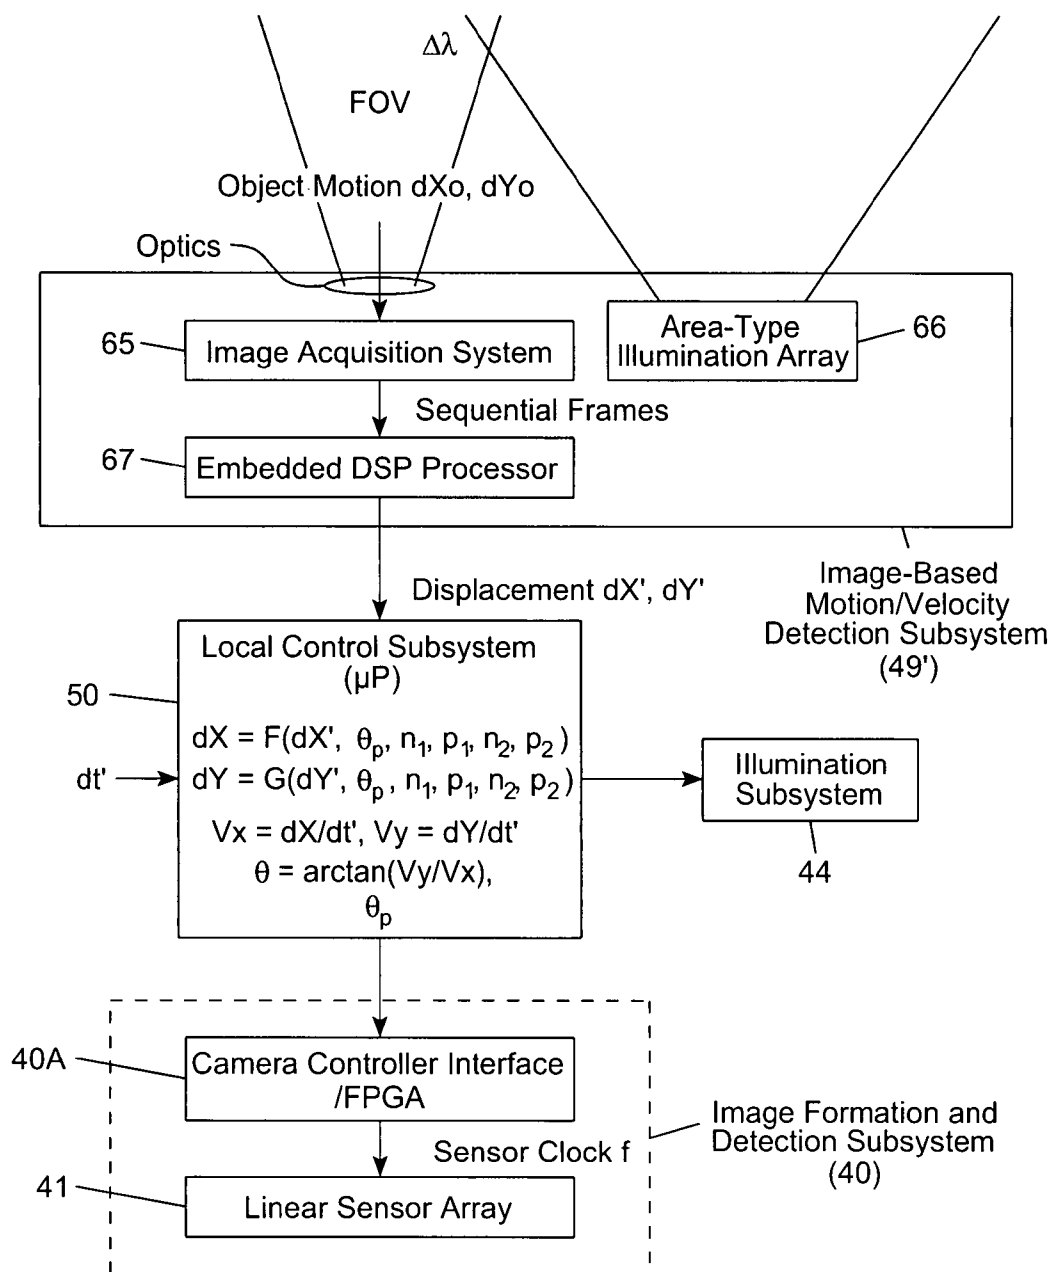 Δλ
FOV
Object Motion dXo, dYo
Optics
65
Image Acquisition System
Area-Type
Illumination Array
66
Sequential Frames
67
Embedded DSP Processor
Displacement dX', dY'
Image-Based
Motion/Velocity
Detection Subsystem
(49')
Local Control Subsystem
(µP)
50
dX = F(dX', θp, n1, p1, n2, p2)
dt'
dY = G(dY', θp, n1, p1, n2, p2)
Vx = dX/dt', Vy = dY/dt'
θ = arctan(Vy/Vx),
θp
Illumination
Subsystem
44
40A
Camera Controller Interface
/FPGA
Sensor Clock f
Image Formation and
Detection Subsystem
(40)
41
Linear Sensor Array